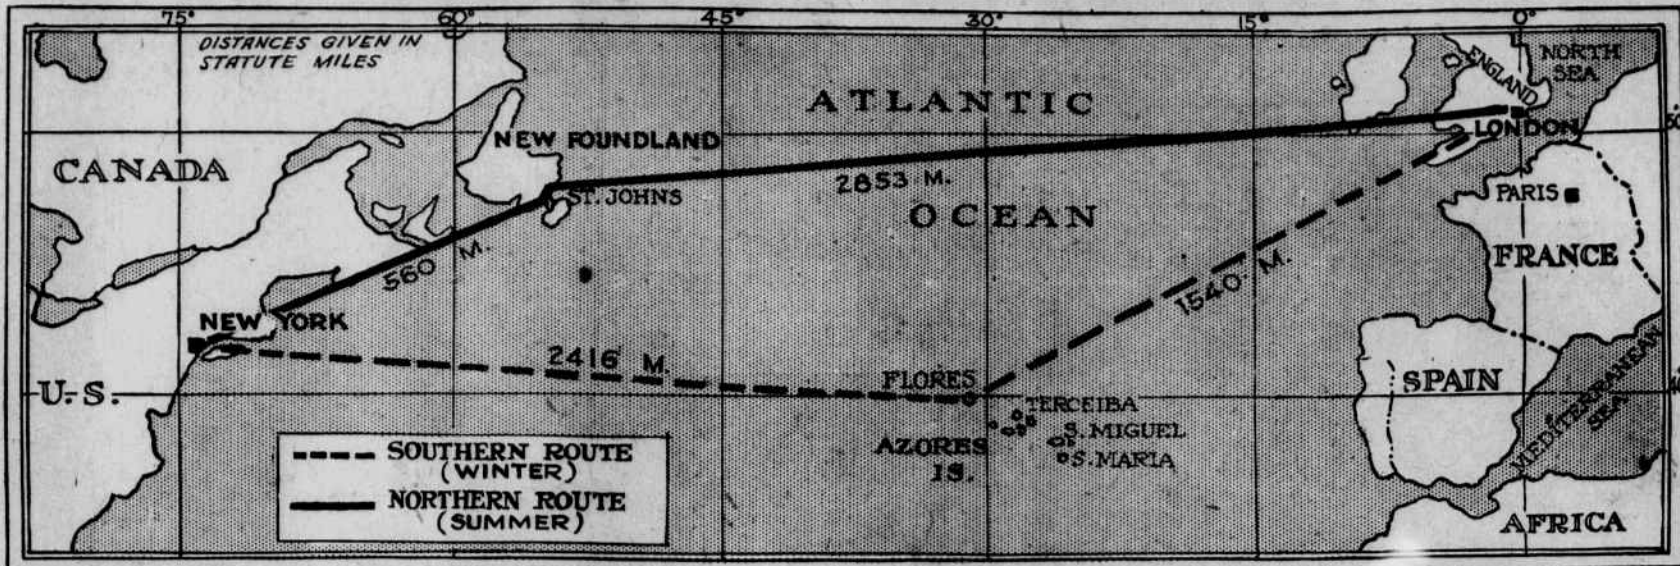 75°
60°
45°
30°
15°
0°
DISTANCES GIVEN IN
STATUTE MILES
NORTH
SEA
ENGLAND
ATLANTIC
NEW FOUNDLAND
LONDON
CANADA
2853 M.
ST. JOHNS
PARIS
OCEAN
560 M.
FRANCE
1540 M.
NEW YORK
2416 M.
FLORES
SPAIN
U.S.
TERCEIBA
MEDITERRANEAN
SEA
AZORES
IS.
S. MIGUEL
S. MARIA
SOUTHERN ROUTE
(WINTER)
NORTHERN ROUTE
(SUMMER)
AFRICA